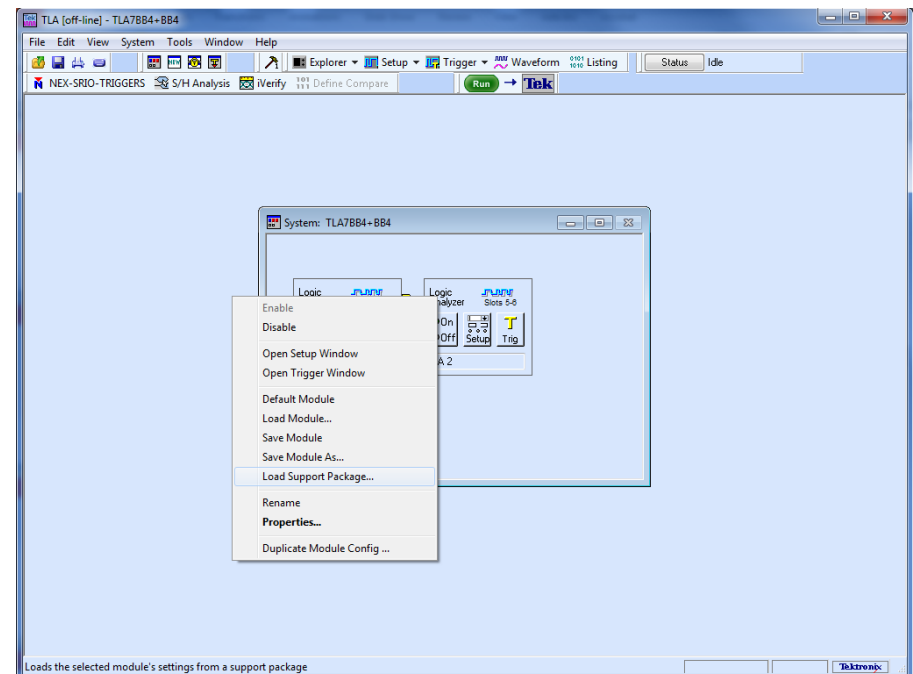 TLA [off-line] - TLA7BB4+BB4
File Edit View System Tools Window Help
Explorer Setup Trigger Waveform Listing Status Idle
NEX-SRIO-TRIGGERS S/H Analysis iVerify Define Compare Run Tek
System: TLA7BB4+BB4
Logic Logic
alyzer Slots 5-6
Enable
On
Disable
Off Setup Trig
A 2
Open Setup Window
Open Trigger Window
Default Module
Load Module...
Save Module
Save Module As...
Load Support Package...
Rename
Properties...
Duplicate Module Config ...
Loads the selected module's settings from a support package Tektronix